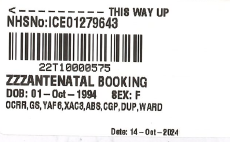 <---------- THIS WAY UP
NHSNo:ICE01279643
22T10000575
ZZZANTENATAL BOOKING
DOB: 01-Oct-1994 SEX: F
OCRR,GS,YAF6,XAC3,ABS,CGP,DUP,WARD
Date: 14-Oct-2024